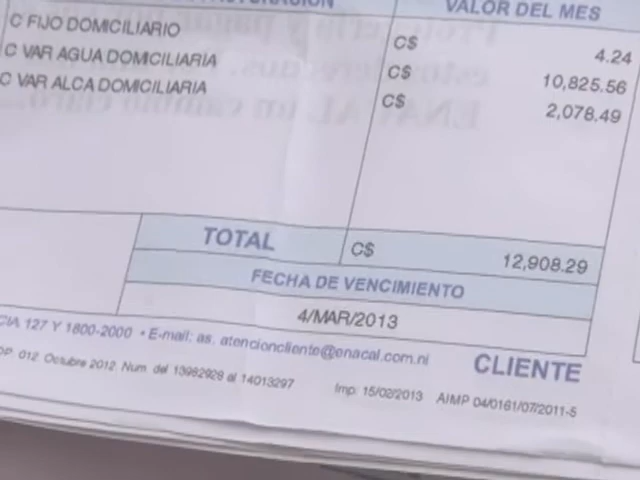 VALOR DEL MES
C FIJO DOMICILIARIO C$ 4.24
C VAR AGUA DOMICILIARIA C$ 10,825.56
C VAR ALCA DOMICILIARIA C$ 2,078.49
TOTAL C$ 12,908.29
FECHA DE VENCIMIENTO
4/MAR/2013
127 Y 1800-2000 • E-mail: as. atencioncliente@enacal.com.ni
CLIENTE
OP. 012. Octubre 2012. Num. del 13982928 al 14013297
Imp: 15/02/2013 AIMP 04/0161/07/2011-5